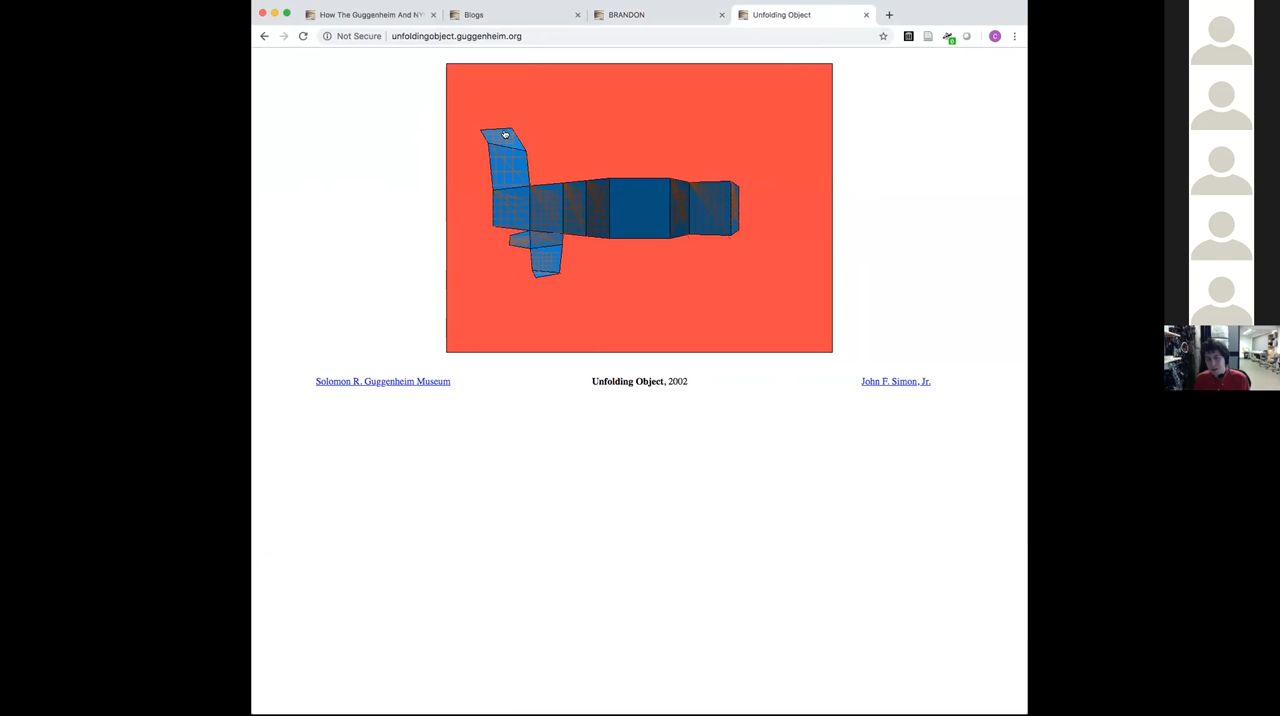 How The Guggenheim And NY
Blogs
BRANDON
Unfolding Object
Not Secure
unfoldingobject.guggenheim.org
C
Solomon R. Guggenheim Museum
Unfolding Object, 2002
John F. Simon, Jr.